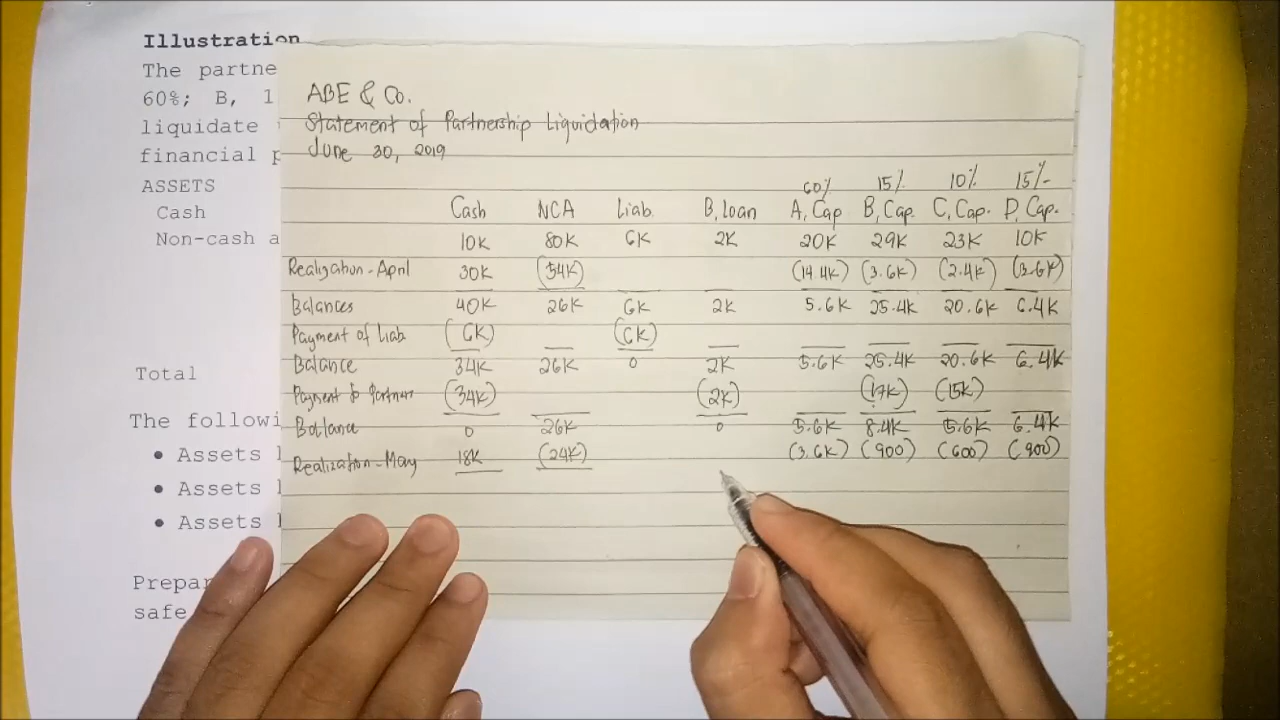 Illustration
The partne
60%; B, 1
liquidate
financial p
ASSETS
Cash
Non-cash a
Total
The followi
Assets
Assets
Assets
Prepar
safe
ABE & Co.
Statement of Partnership Liquidation
June 30, 2019
60% 15% 10% 15%
Cash NCA Liab. B, Loan A, Cap B, Cap. C, Cap. D, Cap.
10K 80K 6K 2K 20K 29K 23K 10K
Realization-April 30K (54K) (14.4K) (3.6K) (2.4K) (3.6K)
Balances 40K 26K 6K 2K 5.6K 25.4K 20.6K 6.4K
Payment of Liab (6K) (6K)
Balance 34K 26K 0 2K 5.6K 25.4K 20.6K 6.4K
Payment to Partners (34K) (2K) (17K) (15K)
Ballance 0 26K 0 5.6K 8.4K 5.6K 6.4K
Realization-May 18K (24K) (3.6K) (900) (600) (900)